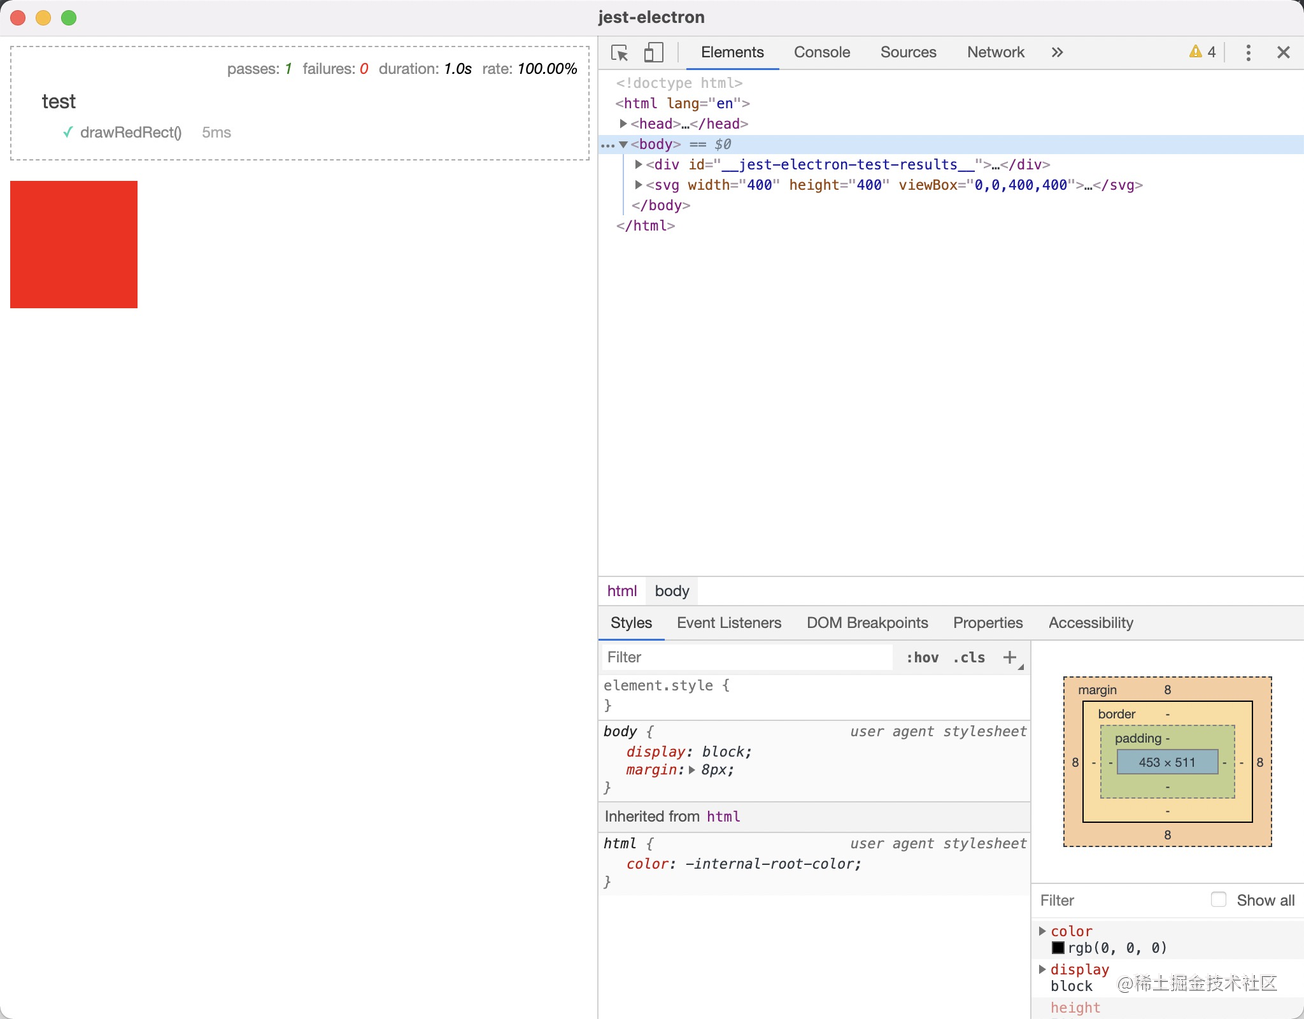 jest-electron
passes: 1 failures: 0 duration: 1.0s rate: 100.00%
test
✓ drawRedRect() 5ms
Elements Console Sources Network » 4
<!doctype html>
<html lang="en">
<head>…</head>
<body> == $0
<div id="__jest-electron-test-results__">…</div>
<svg width="400" height="400" viewBox="0,0,400,400">…</svg>
</body>
</html>
html body
Styles Event Listeners DOM Breakpoints Properties Accessibility
Filter :hov .cls +
element.style {
}
body { user agent stylesheet
display: block;
margin: 8px;
}
Inherited from html
html { user agent stylesheet
color: -internal-root-color;
}
margin 8
border -
padding -
8 - - 453 × 511 - - 8
-
-
8
Filter Show all
color
rgb(0, 0, 0)
display
block
height
@稀土掘金技术社区